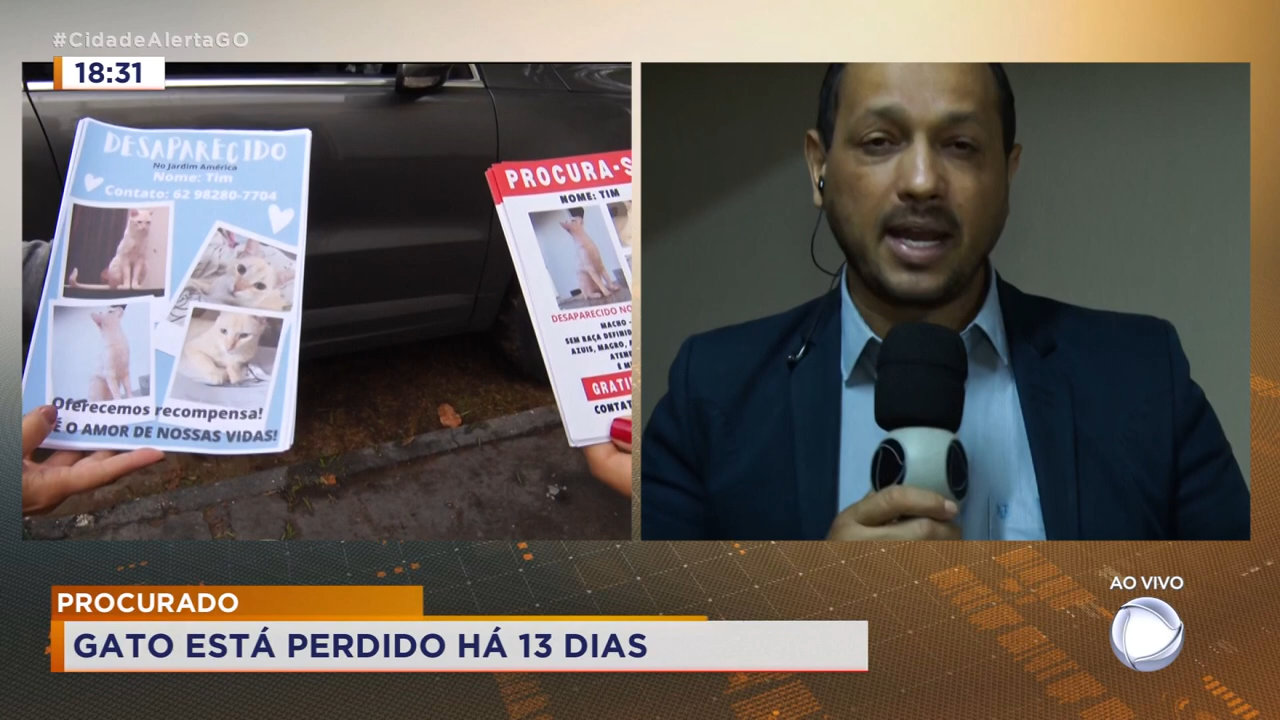 #CidadeAlertaGO
18:31
DESAPARECIDO
No Jardim América
Nome: Tim
Contato: 62 98280-7704
Oferecemos recompensa!
É O AMOR DE NOSSAS VIDAS!
PROCURA-S
NOME: TIM
DESAPARECIDO NO
MACHO -
SEM RAÇA DEFINID
AZUIS, MAGRO,
ATEN
E M
GRATI
CONTAT
PROCURADO
GATO ESTÁ PERDIDO HÁ 13 DIAS
AO VIVO